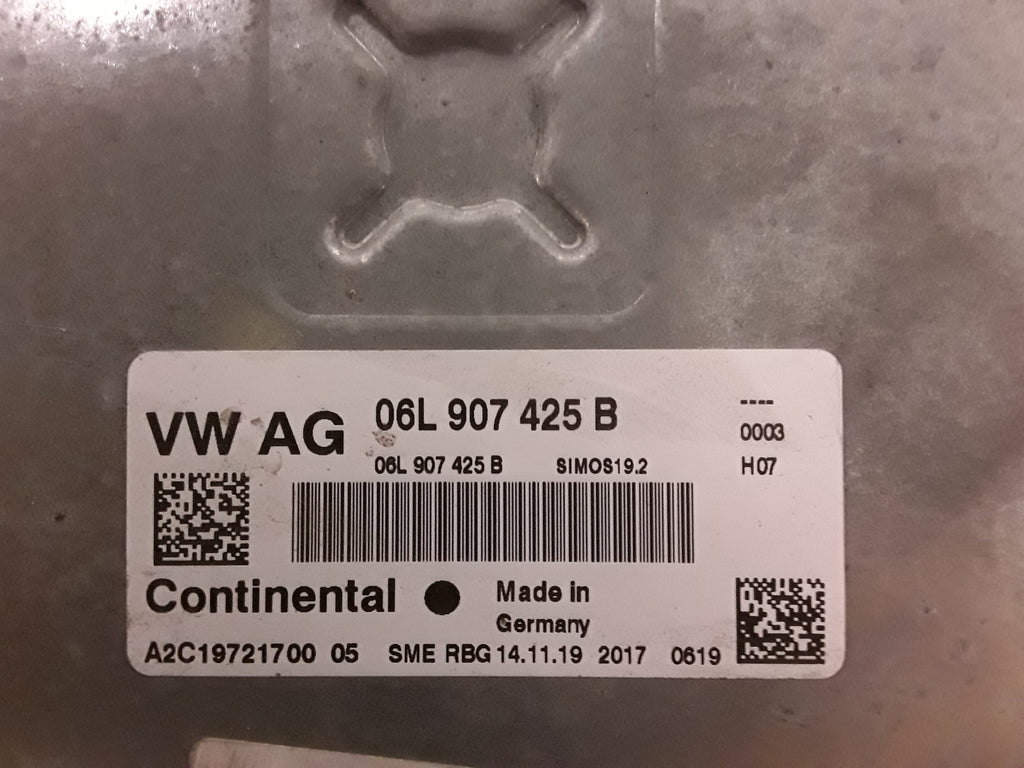 VW AG 06L 907 425 B
----
0003
06L 907 425 B SIMOS19.2 H07
Continental Made in
Germany
A2C19721700 05 SME RBG 14.11.19 2017 0619